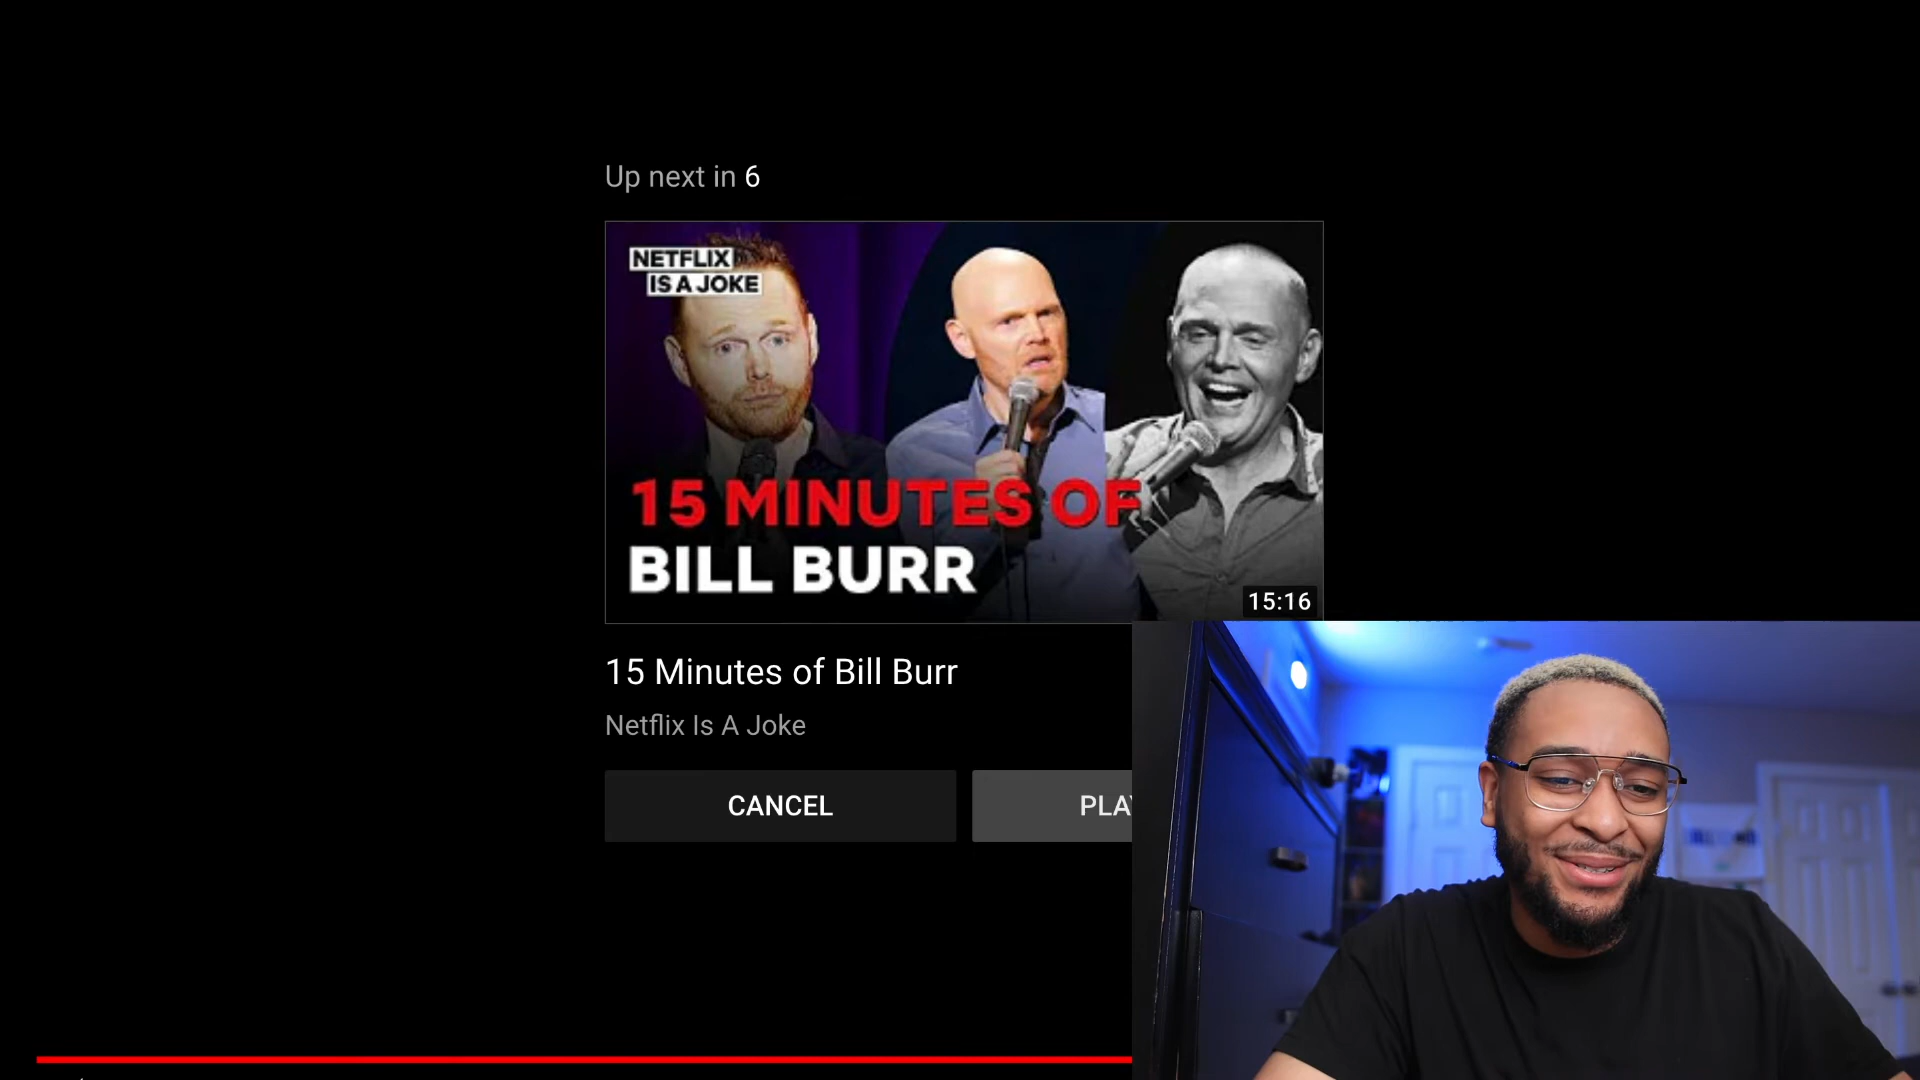 Up next in 6
NETFLIX
IS A JOKE
15 MINUTES OF
BILL BURR
15:16
15 Minutes of Bill Burr
Netflix Is A Joke
CANCEL
PLAY